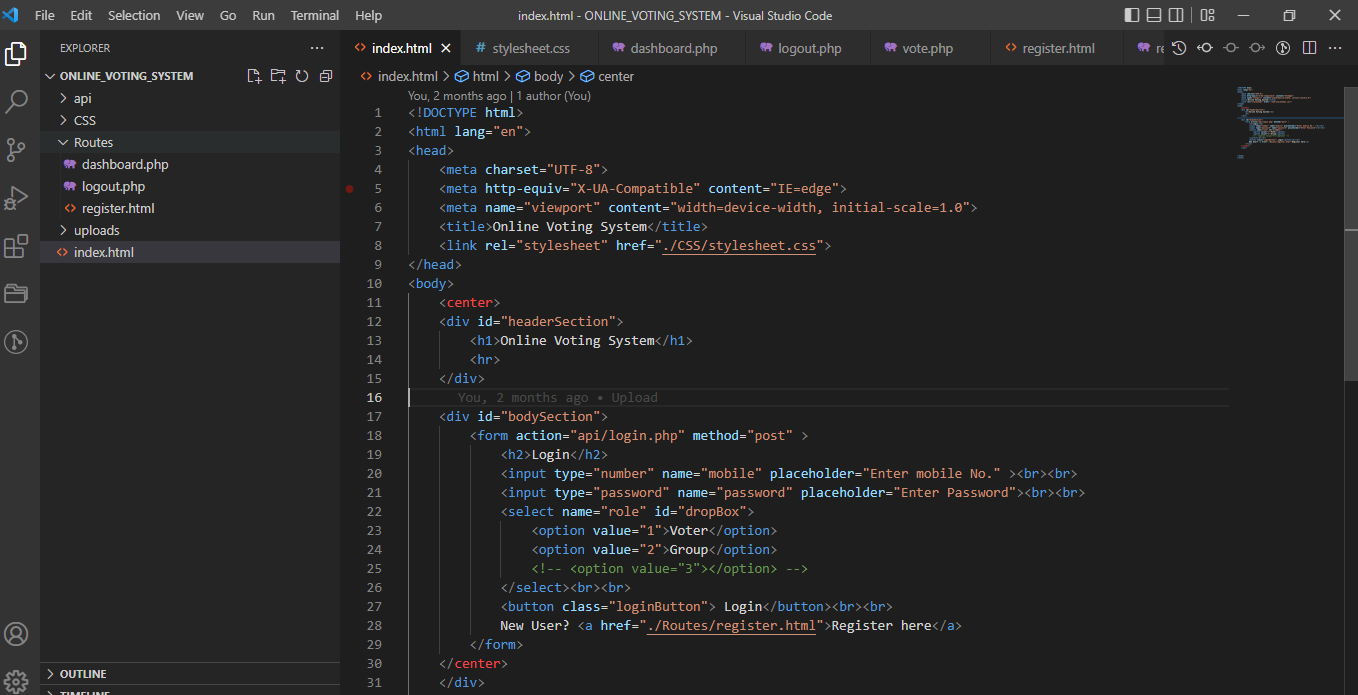 File Edit Selection View Go Run Terminal Help
index.html - ONLINE_VOTING_SYSTEM - Visual Studio Code
EXPLORER
ONLINE_VOTING_SYSTEM
api
CSS
Routes
dashboard.php
logout.php
register.html
uploads
index.html
OUTLINE
TIMELINE
index.html # stylesheet.css dashboard.php logout.php vote.php register.html re
index.html > html > body > center
You, 2 months ago | 1 author (You)
1 <!DOCTYPE html>
2 <html lang="en">
3 <head>
4     <meta charset="UTF-8">
5     <meta http-equiv="X-UA-Compatible" content="IE=edge">
6     <meta name="viewport" content="width=device-width, initial-scale=1.0">
7     <title>Online Voting System</title>
8     <link rel="stylesheet" href="./CSS/stylesheet.css">
9 </head>
10 <body>
11     <center>
12     <div id="headerSection">
13         <h1>Online Voting System</h1>
14         <hr>
15     </div>
16 You, 2 months ago • Upload
17     <div id="bodySection">
18         <form action="api/login.php" method="post" >
19             <h2>Login</h2>
20             <input type="number" name="mobile" placeholder="Enter mobile No." ><br><br>
21             <input type="password" name="password" placeholder="Enter Password"><br><br>
22             <select name="role" id="dropBox">
23                 <option value="1">Voter</option>
24                 <option value="2">Group</option>
25                 <!-- <option value="3"></option> -->
26             </select><br><br>
27             <button class="loginButton"> Login</button><br><br>
28             New User? <a href="./Routes/register.html">Register here</a>
29         </form>
30     </center>
31     </div>